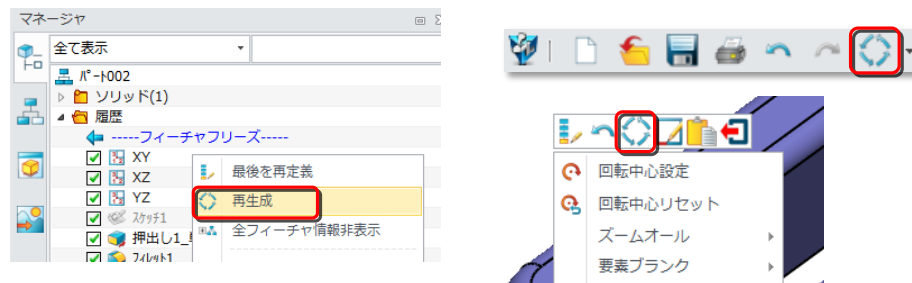 マネージャ
全て表示
ﾊﾟｰﾄ002
ソリッド(1)
履歴
-----フィーチャフリーズ-----
XY
XZ
YZ
ｽｹｯﾁ1
押出し1_
ﾌｨﾚｯﾄ1
最後を再定義
再生成
全フィーチャ情報非表示
回転中心設定
回転中心リセット
ズームオール
要素ブランク